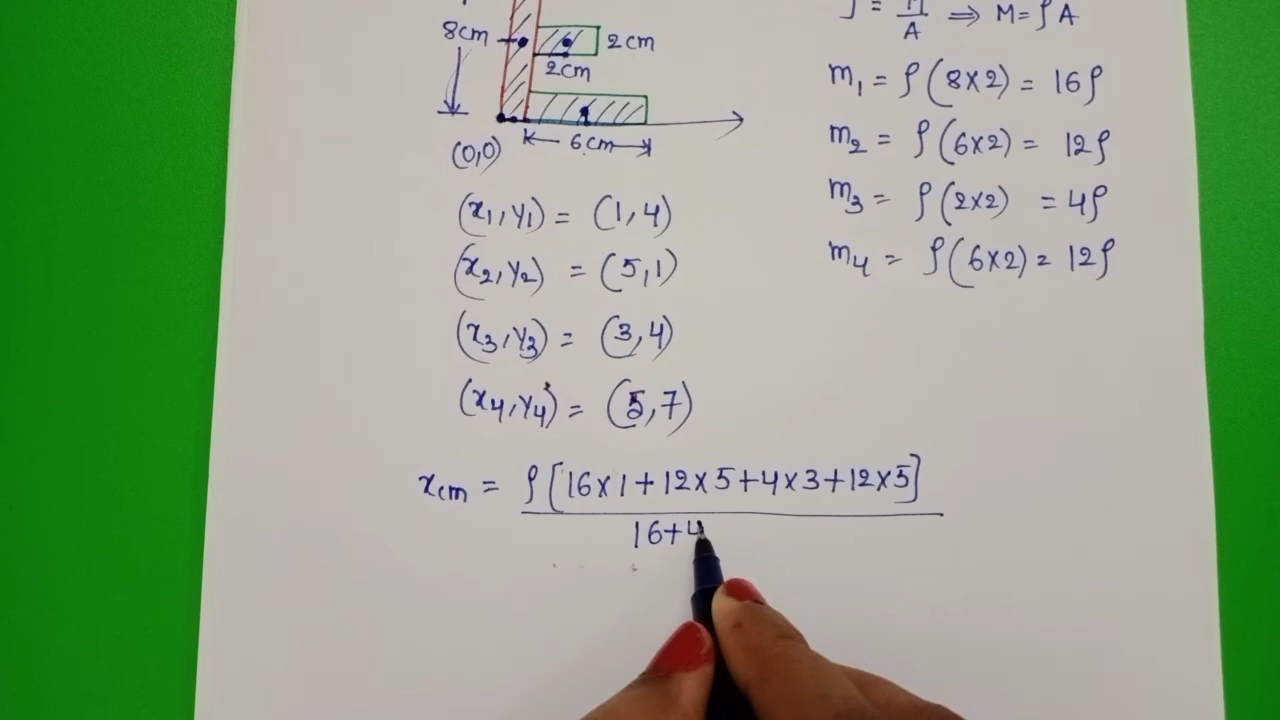 8cm
2cm
2cm
6cm
(0,0)
(x₁,y₁) = (1,4)
(x₂,y₂) = (5,1)
(x₃,y₃) = (3,4)
(x₄,y₄) = (5,7)
ρ = M/A ⇒ M=ρA
m₁ = ρ(8×2) = 16ρ
m₂ = ρ(6×2) = 12ρ
m₃ = ρ(2×2) = 4ρ
m₄ = ρ(6×2) = 12ρ
xcm = ρ[16×1+12×5+4×3+12×5]
16+4